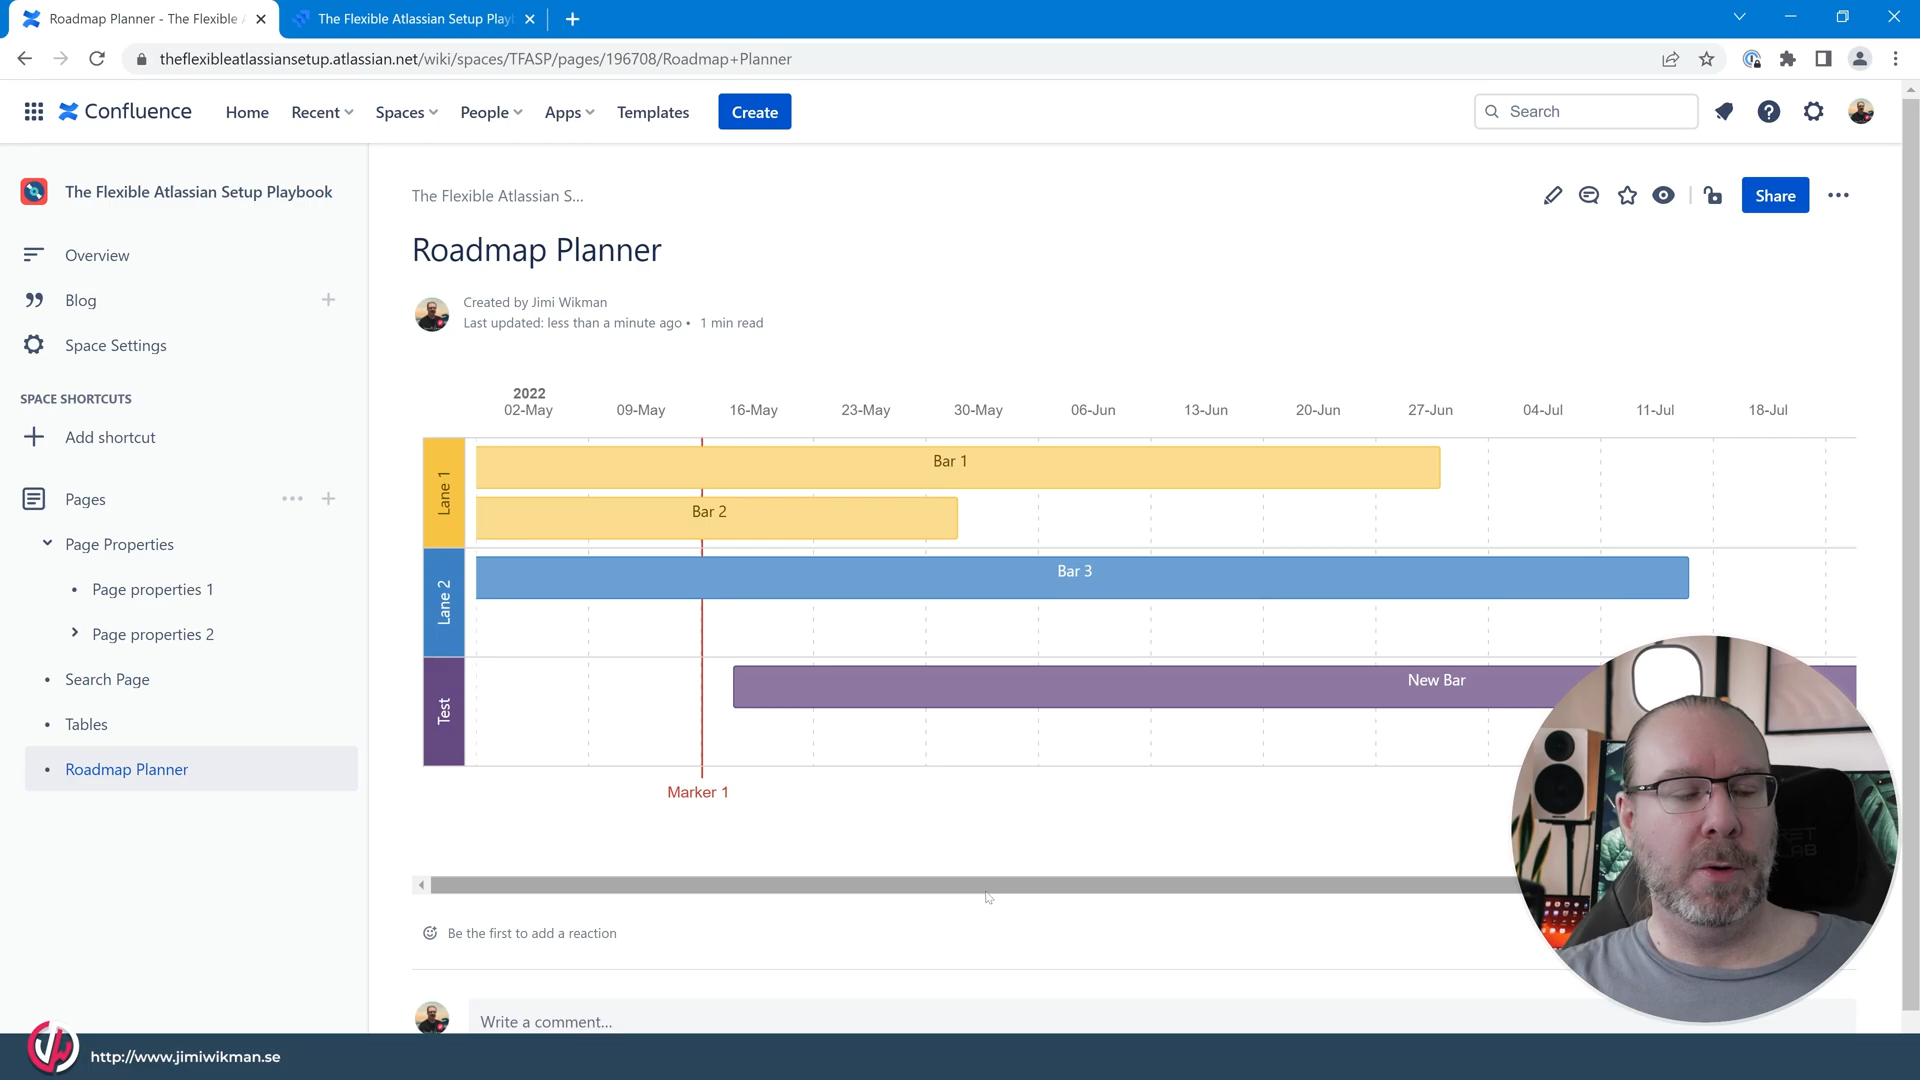 Roadmap Planner - The Flexible A
The Flexible Atlassian Setup Play
theflexibleatlassiansetup.atlassian.net/wiki/spaces/TFASP/pages/196708/Roadmap+Planner
Confluence
Home
Recent
Spaces
People
Apps
Templates
Create
Search
The Flexible Atlassian Setup Playbook
Overview
Blog
Space Settings
SPACE SHORTCUTS
Add shortcut
Pages
Page Properties
Page properties 1
Page properties 2
Search Page
Tables
Roadmap Planner
The Flexible Atlassian S...
Share
Roadmap Planner
Created by Jimi Wikman
Last updated: less than a minute ago • 1 min read
2022
02-May 09-May 16-May 23-May 30-May 06-Jun 13-Jun 20-Jun 27-Jun 04-Jul 11-Jul 18-Jul
Lane 1
Bar 1
Bar 2
Lane 2
Bar 3
Test
New Bar
Marker 1
Be the first to add a reaction
Write a comment...
http://www.jimiwikman.se